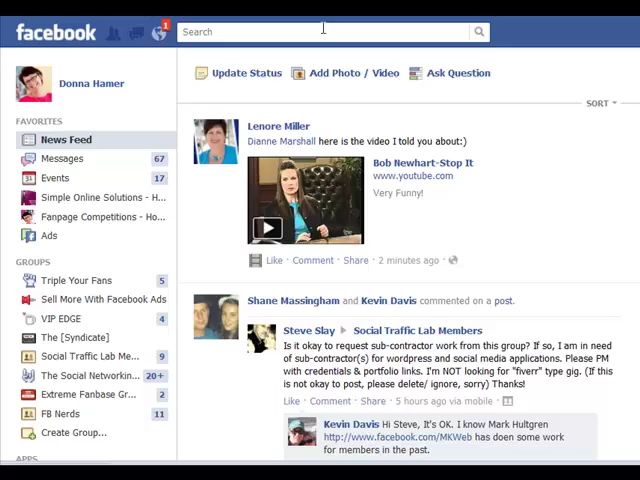 facebook
1
Search
Donna Hamer
Update Status
Add Photo / Video
Ask Question
SORT
FAVORITES
News Feed
Messages 67
Events 17
Simple Online Solutions - H...
Fanpage Competitions - Ho...
Ads
GROUPS
Triple Your Fans 5
Sell More With Facebook Ads
VIP EDGE 4
The [Syndicate]
Social Traffic Lab Me... 9
The Social Networkin... 20+
Extreme Fanbase Gr... 2
FB Nerds 11
Create Group...
APPS
Lenore Miller
Dianne Marshall here is the video I told you about:)
Bob Newhart-Stop It
www.youtube.com
Very Funny!
Like · Comment · Share · 2 minutes ago ·
Shane Massingham and Kevin Davis commented on a post.
Steve Slay Social Traffic Lab Members
Is it okay to request sub-contractor work from this group? If so, I am in need
of sub-contractor(s) for wordpress and social media applications. Please PM
with credentials & portfolio links. I'm NOT looking for "fiverr" type gig. (If this
is not okay to post, please delete/ ignore, sorry) Thanks!
Like · Comment · Share · 5 hours ago via mobile ·
Kevin Davis Hi Steve, It's OK. I know Mark Hultgren
http://www.facebook.com/MKWeb has doen some work
for members in the past.